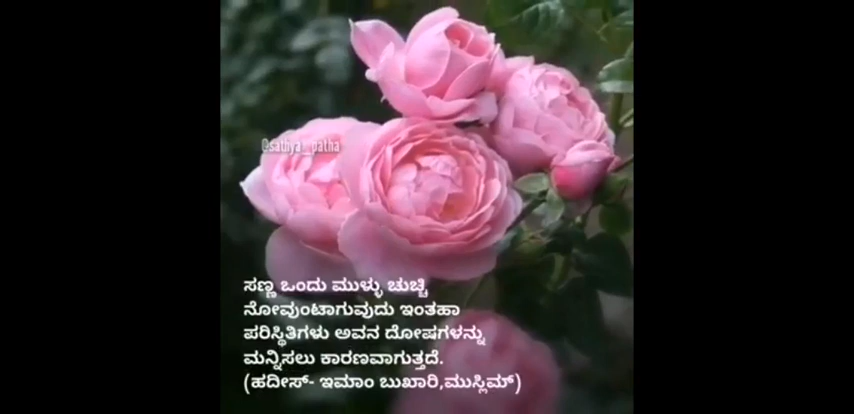 @sathya_patha
ಸಣ್ಣ ಒಂದು ಮುಳ್ಳು ಚುಚ್ಚಿ
ನೋವುಂಟಾಗುವುದು ಇಂತಹಾ
ಪರಿಸ್ಥಿತಿಗಳು ಅವನ ದೋಷಗಳನ್ನು
ಮನ್ನಿಸಲು ಕಾರಣವಾಗುತ್ತದೆ.
(ಹದೀಸ್- ಇಮಾಂ ಬುಖಾರಿ,ಮುಸ್ಲಿಮ್)